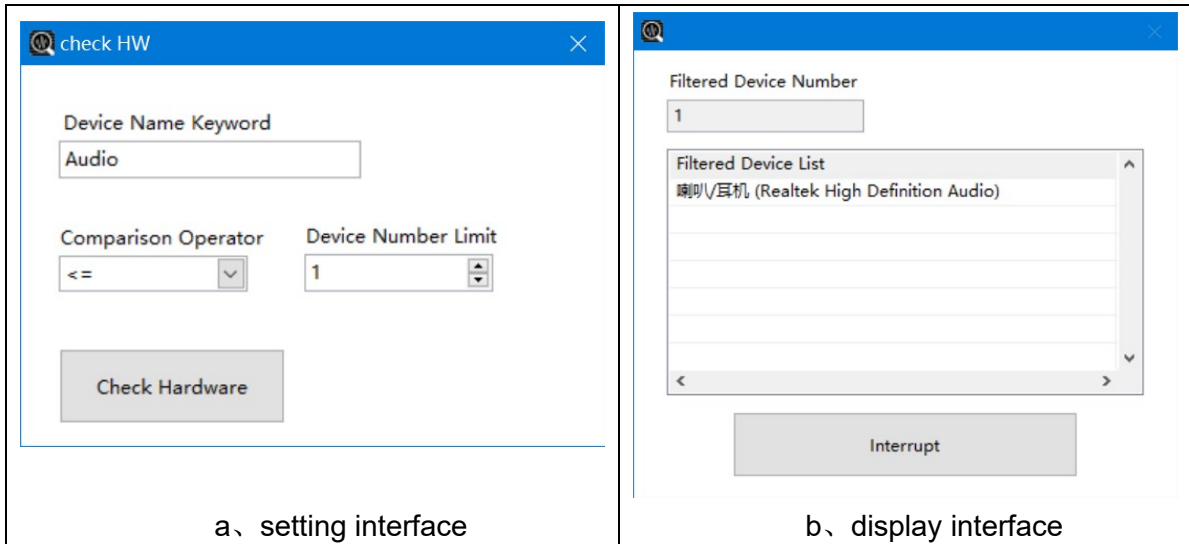 check HW
Device Name Keyword
Audio
Comparison Operator
Device Number Limit
<=
1
Check Hardware
a、setting interface
Filtered Device Number
1
Filtered Device List
喇叭/耳机 (Realtek High Definition Audio)
Interrupt
b、display interface